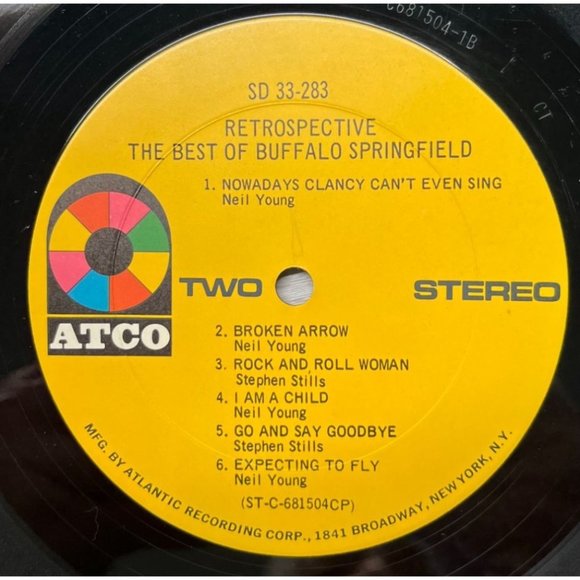 C681504-1B
CT
SD 33-283
RETROSPECTIVE
THE BEST OF BUFFALO SPRINGFIELD
1. NOWADAYS CLANCY CAN'T EVEN SING
Neil Young
TWO
STEREO
ATCO
2. BROKEN ARROW
Neil Young
3. ROCK AND ROLL WOMAN
Stephen Stills
4. I AM A CHILD
Neil Young
5. GO AND SAY GOODBYE
Stephen Stills
6. EXPECTING TO FLY
Neil Young
(ST-C-681504CP)
MFG. BY ATLANTIC RECORDING CORP., 1841 BROADWAY, NEW YORK, N.Y.